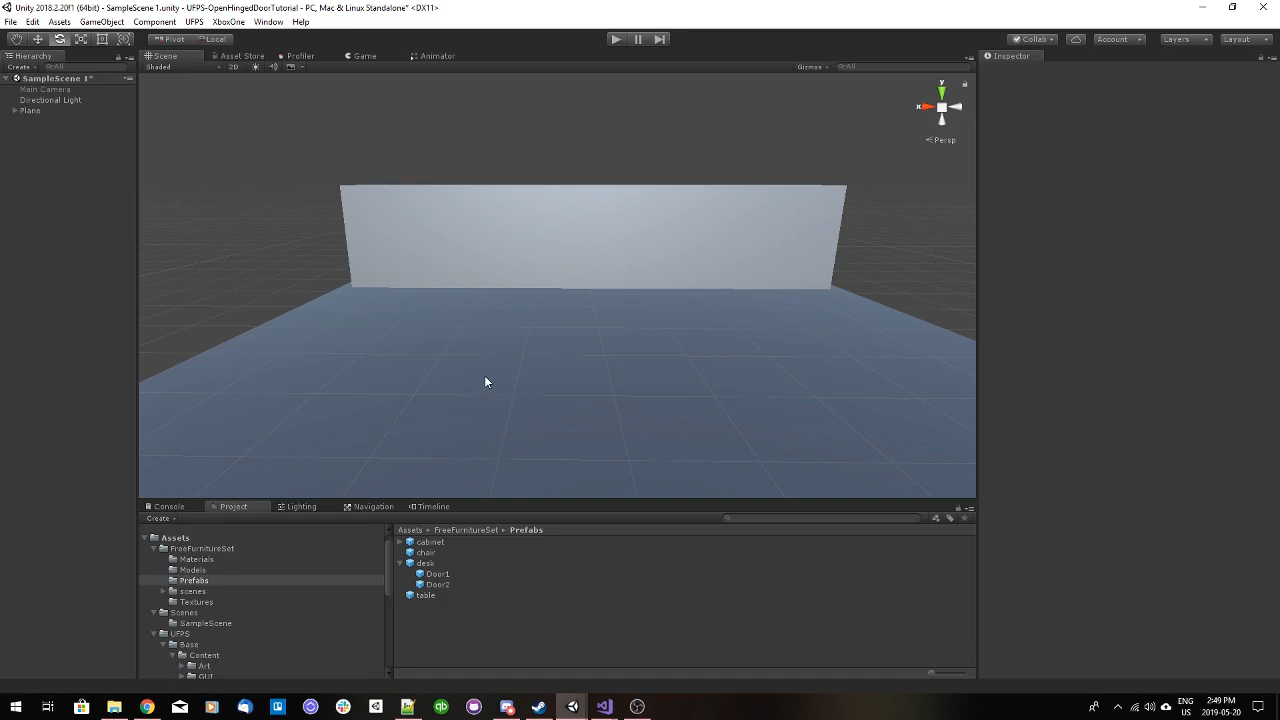 Unity 2018.2.20f1 (64bit) - SampleScene 1.unity - UFPS-OpenHingedDoorTutorial - PC, Mac & Linux Standalone* <DX11>
File Edit Assets GameObject Component UFPS XboxOne Window Help
Pivot Local Collab Account Layers Layout
Hierarchy Scene Asset Store Profiler Game Animator Inspector
Create All Shaded 2D Gizmos All
SampleScene 1*
Main Camera
Directional Light
Plane
y
x
Persp
Console Project Lighting Navigation Timeline
Create
Assets FreeFurnitureSet Prefabs
Assets
FreeFurnitureSet
Materials
Models
Prefabs
scenes
Textures
Scenes
SampleScene
UFPS
Base
Content
Art
GUI
cabinet
chair
desk
Door1
Door2
table
ENG 2:49 PM
US 2019-05-20